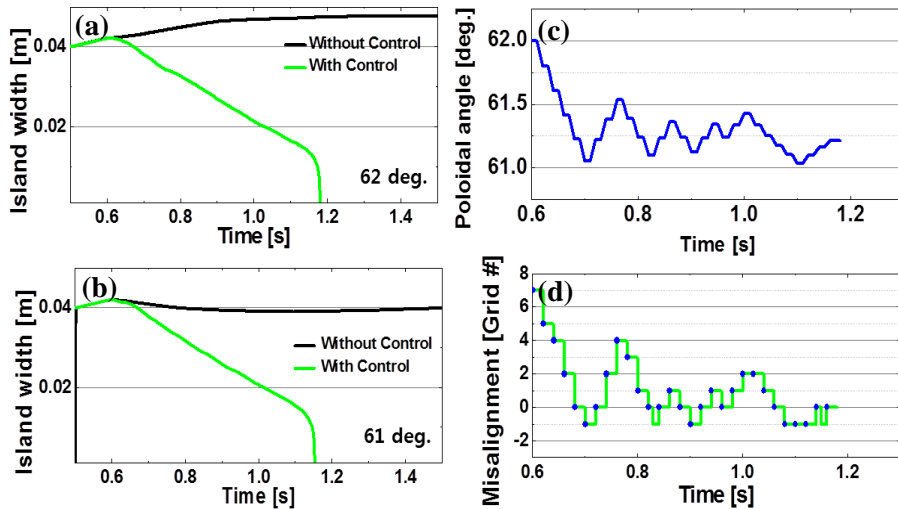 (a)
Island width [m]
0.04
0.02
Without Control
With Control
62 deg.
0.6 0.8 1.0 1.2 1.4
Time [s]
(c)
Poloidal angle [deg.]
62.0
61.5
61.0
0.6 0.8 1.0 1.2
Time [s]
(b)
Island width [m]
0.04
0.02
Without Control
With Control
61 deg.
0.6 0.8 1.0 1.2 1.4
Time [s]
(d)
Misalignment [Grid #]
8
6
4
2
0
-2
0.6 0.8 1.0 1.2
Time [s]